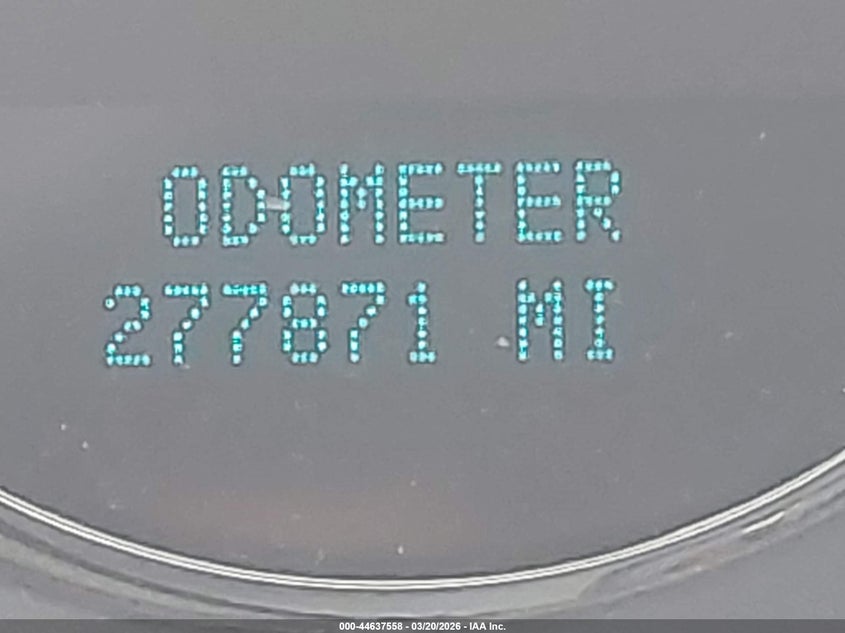 ODOMETER
277871 MI
000-44637558 - 03/20/2026 - IAA Inc.